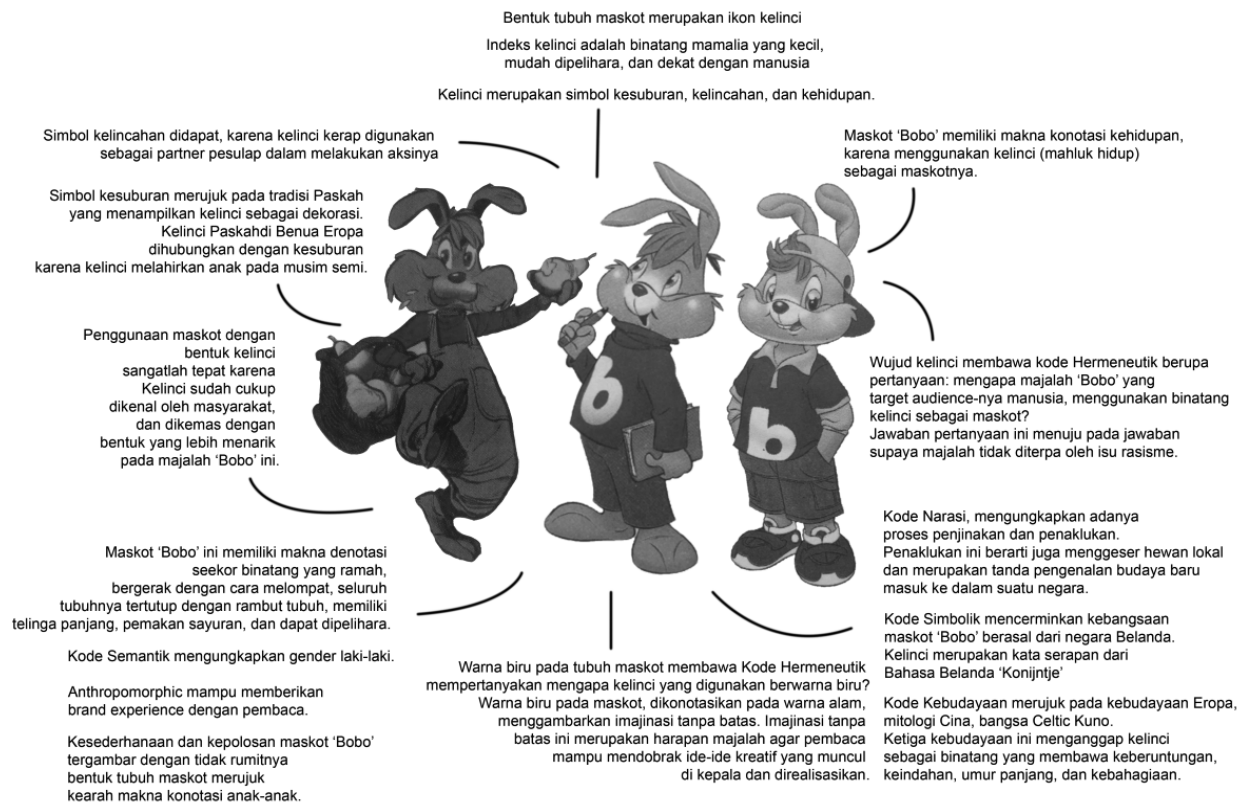 Bentuk tubuh maskot merupakan ikon kelinci
Indeks kelinci adalah binatang mamalia yang kecil,
mudah dipelihara, dan dekat dengan manusia
Kelinci merupakan simbol kesuburan, kelincahan, dan kehidupan.
Simbol kelincahan didapat, karena kelinci kerap digunakan
sebagai partner pesulap dalam melakukan aksinya
Simbol kesuburan merujuk pada tradisi Paskah
yang menampilkan kelinci sebagai dekorasi.
Kelinci Paskahdi Benua Eropa
dihubungkan dengan kesuburan
karena kelinci melahirkan anak pada musim semi.
Penggunaan maskot dengan
bentuk kelinci
sangatlah tepat karena
Kelinci sudah cukup
dikenal oleh masyarakat,
dan dikemas dengan
bentuk yang lebih menarik
pada majalah ‘Bobo’ ini.
Maskot ‘Bobo’ ini memiliki makna denotasi
seekor binatang yang ramah,
bergerak dengan cara melompat, seluruh
tubuhnya tertutup dengan rambut tubuh, memiliki
telinga panjang, pemakan sayuran, dan dapat dipelihara.
Kode Semantik mengungkapkan gender laki-laki.
Anthropomorphic mampu memberikan
brand experience dengan pembaca.
Kesederhanaan dan kepolosan maskot ‘Bobo’
tergambar dengan tidak rumitnya
bentuk tubuh maskot merujuk
kearah makna konotasi anak-anak.
b
b
Warna biru pada tubuh maskot membawa Kode Hermeneutik
mempertanyakan mengapa kelinci yang digunakan berwarna biru?
Warna biru pada maskot, dikonotasikan pada warna alam,
menggambarkan imajinasi tanpa batas. Imajinasi tanpa
batas ini merupakan harapan majalah agar pembaca
mampu mendobrak ide-ide kreatif yang muncul
di kepala dan direalisasikan.
Maskot ‘Bobo’ memiliki makna konotasi kehidupan,
karena menggunakan kelinci (mahluk hidup)
sebagai maskotnya.
Wujud kelinci membawa kode Hermeneutik berupa
pertanyaan: mengapa majalah ‘Bobo’ yang
target audience-nya manusia, menggunakan binatang
kelinci sebagai maskot?
Jawaban pertanyaan ini menuju pada jawaban
supaya majalah tidak diterpa oleh isu rasisme.
Kode Narasi, mengungkapkan adanya
proses penjinakan dan penaklukan.
Penaklukan ini berarti juga menggeser hewan lokal
dan merupakan tanda pengenalan budaya baru
masuk ke dalam suatu negara.
Kode Simbolik mencerminkan kebangsaan
maskot ‘Bobo’ berasal dari negara Belanda.
Kelinci merupakan kata serapan dari
Bahasa Belanda ‘Konijntje’
Kode Kebudayaan merujuk pada kebudayaan Eropa,
mitologi Cina, bangsa Celtic Kuno.
Ketiga kebudayaan ini menganggap kelinci
sebagai binatang yang membawa keberuntungan,
keindahan, umur panjang, dan kebahagiaan.